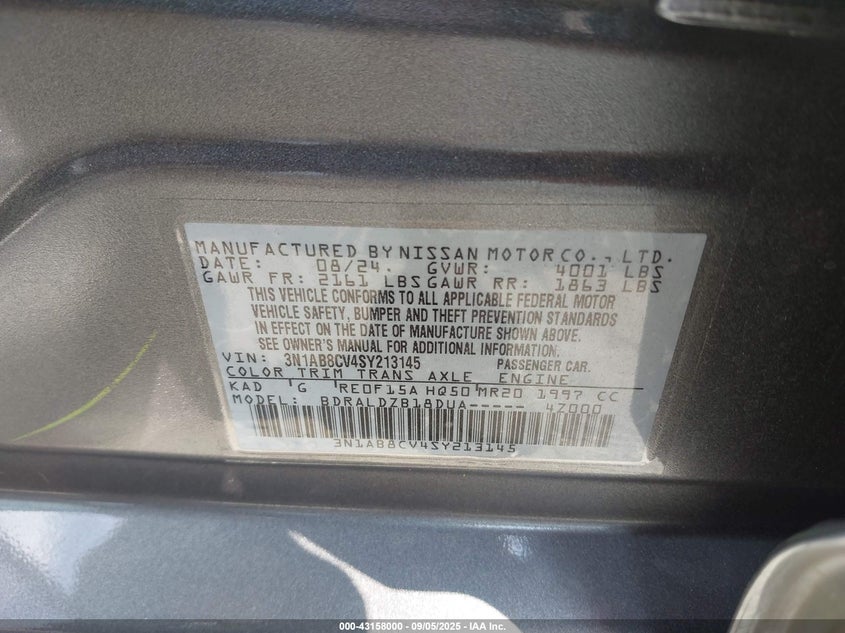 MANUFACTURED BY NISSAN MOTOR CO., LTD.
DATE: 08/24. GVWR: 4001 LBS
GAWR FR: 2161 LBS GAWR RR: 1863 LBS
THIS VEHICLE CONFORMS TO ALL APPLICABLE FEDERAL MOTOR
VEHICLE SAFETY, BUMPER AND THEFT PREVENTION STANDARDS
IN EFFECT ON THE DATE OF MANUFACTURE SHOWN ABOVE.
SEE OWNER'S MANUAL FOR ADDITIONAL INFORMATION.
VIN: 3N1AB8CV4SY213145 PASSENGER CAR.
COLOR TRIM TRANS AXLE ENGINE
KAD G RE0F15A HQ50 MR20 1997 CC
MODEL: BDRALDZB18DUA----- 4Z000
3N1AB8CV4SY213145
000-43158000 - 09/05/2025 - IAA Inc.